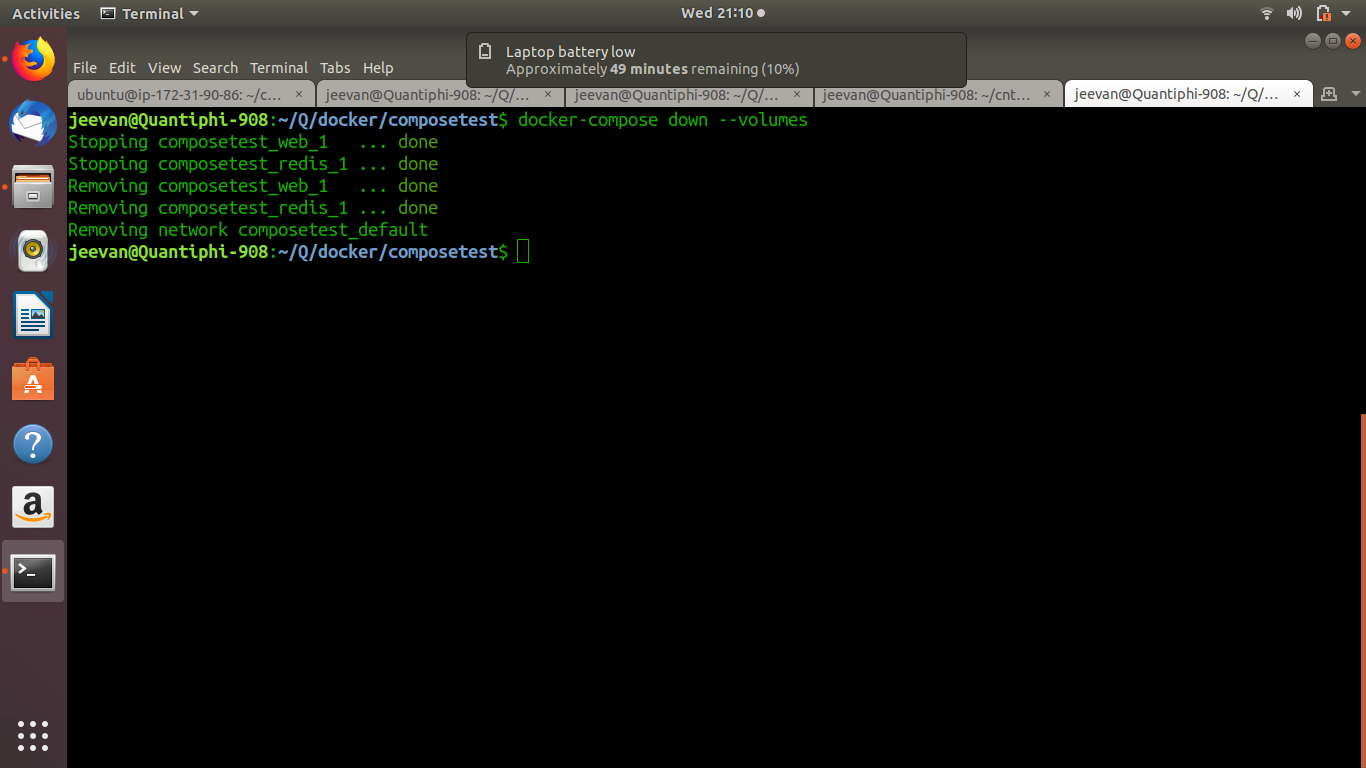 Activities Terminal Wed 21:10
Laptop battery low
Approximately 49 minutes remaining (10%)
File Edit View Search Terminal Tabs Help
ubuntu@ip-172-31-90-86: ~/c... jeevan@Quantiphi-908: ~/Q/... jeevan@Quantiphi-908: ~/Q/... jeevan@Quantiphi-908: ~/cnt... jeevan@Quantiphi-908: ~/Q/...
jeevan@Quantiphi-908:~/Q/docker/composetest$ docker-compose down --volumes
Stopping composetest_web_1   ... done
Stopping composetest_redis_1 ... done
Removing composetest_web_1   ... done
Removing composetest_redis_1 ... done
Removing network composetest_default
jeevan@Quantiphi-908:~/Q/docker/composetest$